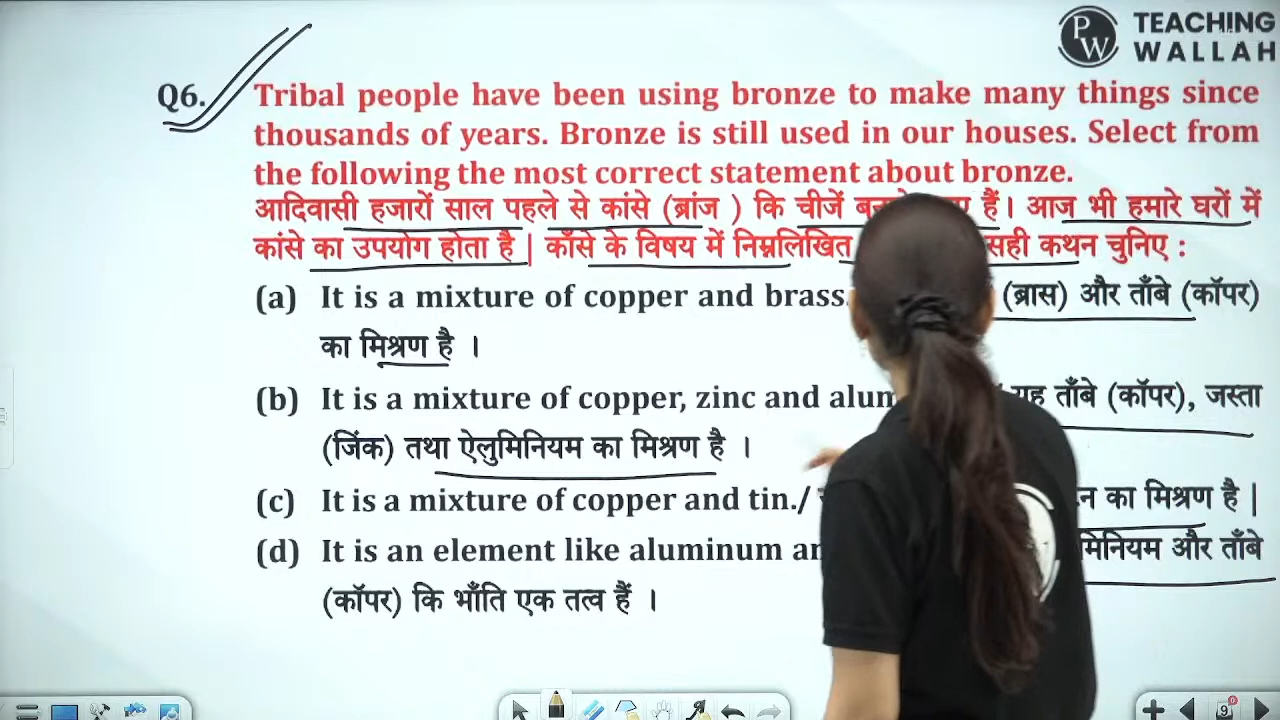 TEACHING
WALLAH
PW
Q6. Tribal people have been using bronze to make many things since
thousands of years. Bronze is still used in our houses. Select from
the following the most correct statement about bronze.
आदिवासी हजारों साल पहले से कांसे (ब्रांज ) कि चीजें हैं। आज भी हमारे घरों में
कांसे का उपयोग होता है | काँसे के विषय में निम्नलिखित सही कथन चुनिए :
(a) It is a mixture of copper and brass. (ब्रास) और ताँबे (कॉपर)
का मिश्रण है ।
(b) It is a mixture of copper, zinc and यह ताँबे (कॉपर), जस्ता
(जिंक) तथा ऐलुमिनियम का मिश्रण है ।
(c) It is a mixture of copper and tin./ का मिश्रण है |
(d) It is an element like aluminum और ताँबे
(कॉपर) कि भाँति एक तत्व हैं ।
9